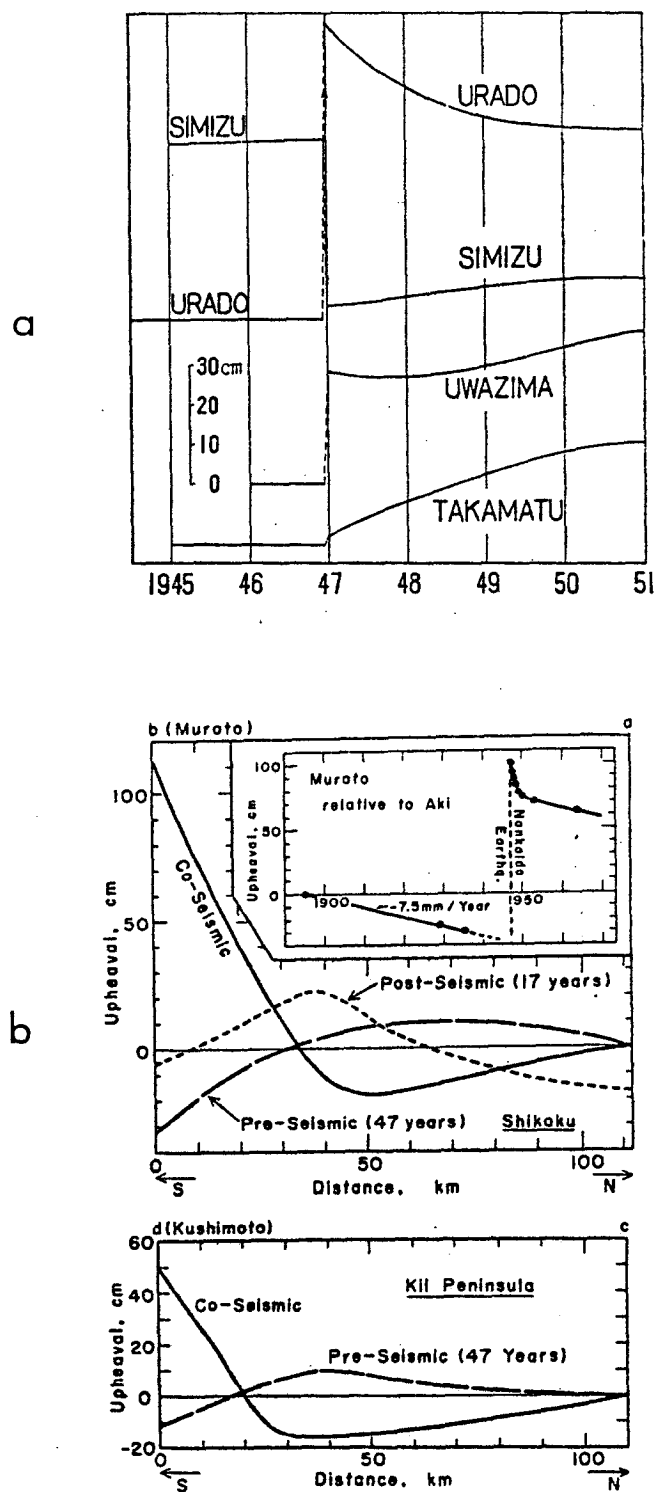 a
URADO
SIMIZU
SIMIZU
URADO
UWAZIMA
30cm
20
10
0
TAKAMATU
1945 46 47 48 49 50 51
b
b (Muroto) a
Upheaval, cm
100
50
0
Co-Seismic
Muroto
relative to Aki
Upheaval, cm
100
50
0
1900 1950
-7.5mm / Year
Nankaido
Earthq.
Post-Seismic (17 years)
Pre-Seismic (47 years) Shikoku
0 50 100
S Distance, km N
d (Kushimoto) c
Upheaval, cm
60
40
20
0
-20
Co-Seismic
Kii Peninsula
Pre-Seismic (47 Years)
0 50 100
S Distance, km N